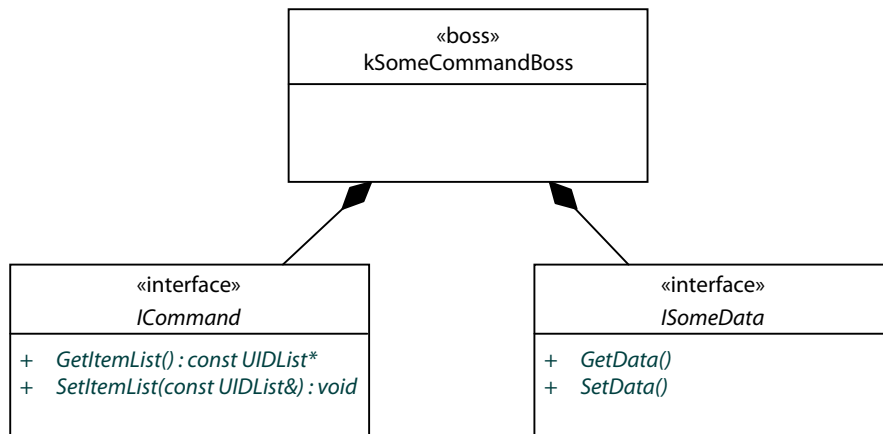 «boss»
kSomeCommandBoss
«interface»
ICommand
+ GetItemList() : const UIDList*
+ SetItemList(const UIDList&) : void
«interface»
ISomeData
+ GetData()
+ SetData()